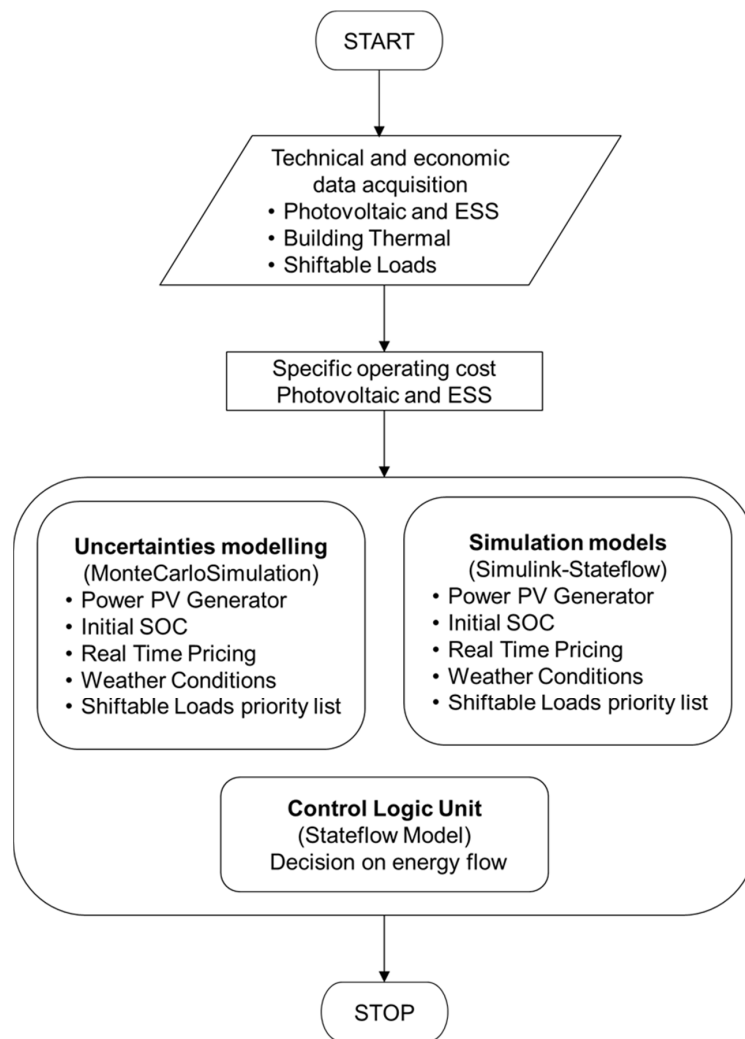 START
Technical and economic
data acquisition
• Photovoltaic and ESS
• Building Thermal
• Shiftable Loads
Specific operating cost
Photovoltaic and ESS
Uncertainties modelling
(MonteCarloSimulation)
• Power PV Generator
• Initial SOC
• Real Time Pricing
• Weather Conditions
• Shiftable Loads priority list
Simulation models
(Simulink-Stateflow)
• Power PV Generator
• Initial SOC
• Real Time Pricing
• Weather Conditions
• Shiftable Loads priority list
Control Logic Unit
(Stateflow Model)
Decision on energy flow
STOP